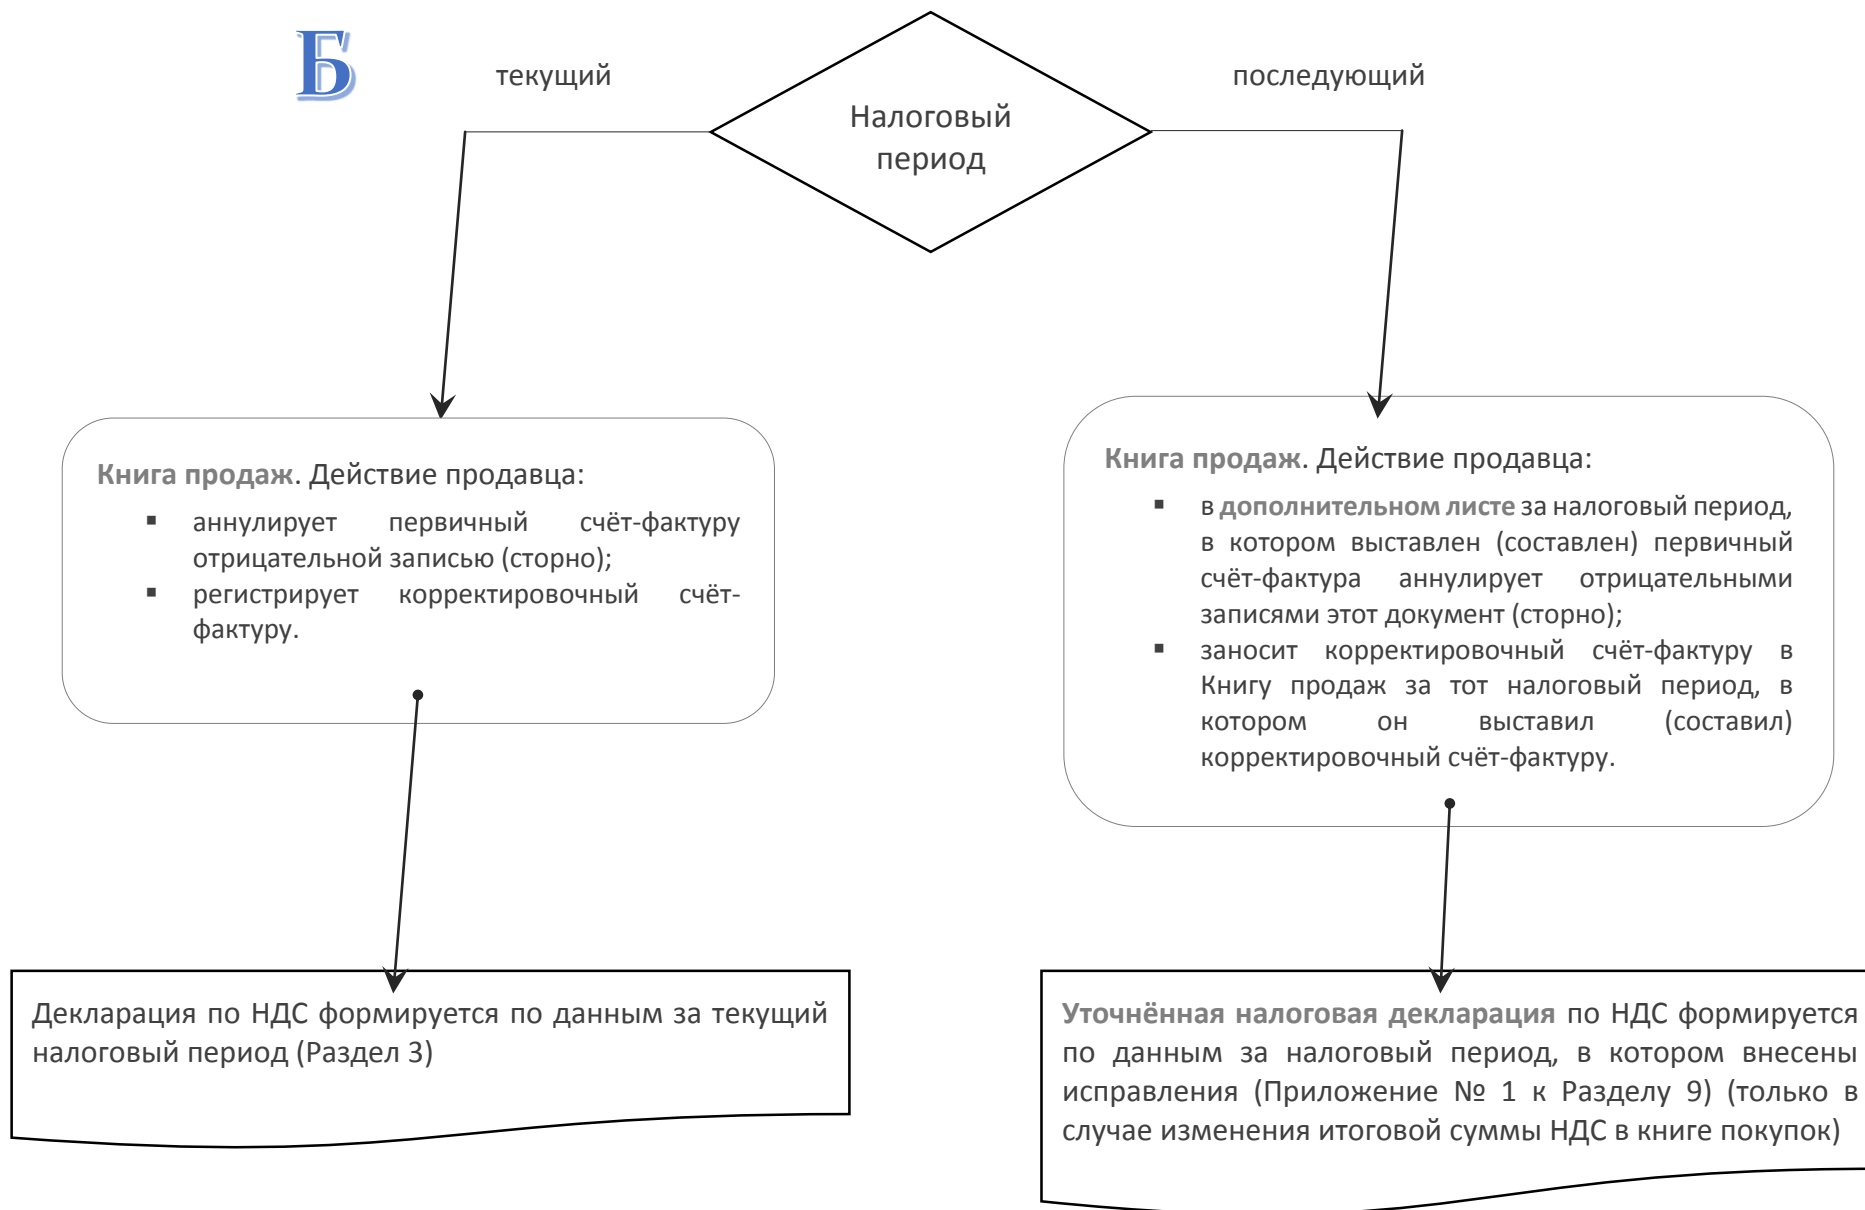 Б
текущий
последующий
Налоговый
период
Книга продаж. Действие продавца:
▪ аннулирует первичный счёт-фактуру
отрицательной записью (сторно);
▪ регистрирует корректировочный счёт-
фактуру.
Книга продаж. Действие продавца:
▪ в дополнительном листе за налоговый период,
в котором выставлен (составлен) первичный
счёт-фактура аннулирует отрицательными
записями этот документ (сторно);
▪ заносит корректировочный счёт-фактуру в
Книгу продаж за тот налоговый период, в
котором он выставил (составил)
корректировочный счёт-фактуру.
Декларация по НДС формируется по данным за текущий
налоговый период (Раздел 3)
Уточнённая налоговая декларация по НДС формируется
по данным за налоговый период, в котором внесены
исправления (Приложение № 1 к Разделу 9) (только в
случае изменения итоговой суммы НДС в книге покупок)